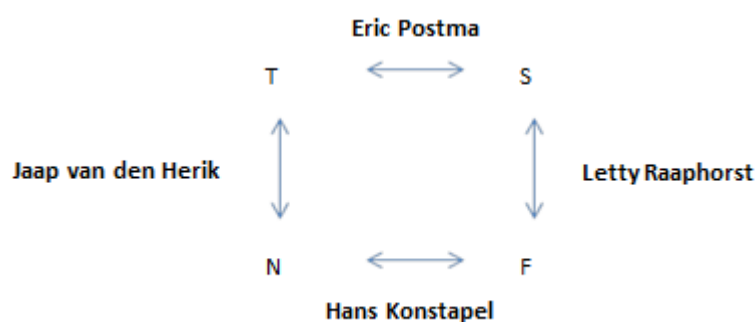 Eric Postma
T S
Jaap van den Herik Letty Raaphorst
N F
Hans Konstapel